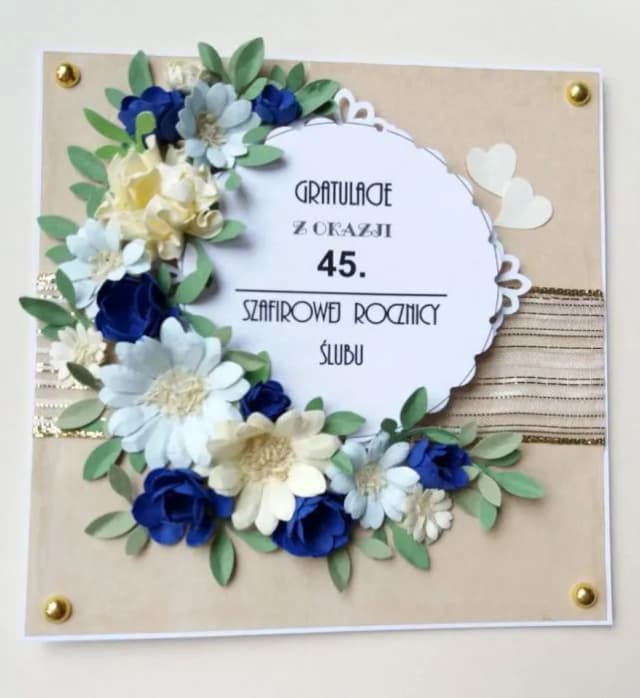 GRATULACJE
Z OKAZJI
45.
SZAFIROWEJ ROCZNICY
ŚLUBU